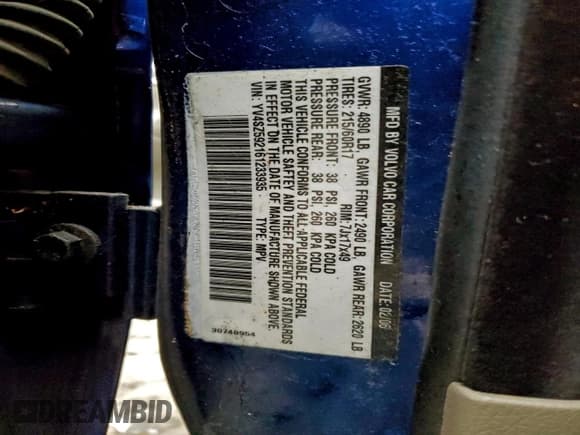 MFD BY VOLVO CAR CORPORATION DATE: 02/06
GVWR: 4890 LB, GAWR FRONT: 2490 LB, GAWR REAR: 2620 LB
TIRES: 215/60R17 RIM: 7Jx17x49
PRESSURE FRONT: 38 PSI, 260 KPA COLD
PRESSURE REAR: 38 PSI, 260 KPA COLD
THIS VEHICLE CONFORMS TO ALL APPLICABLE FEDERAL
MOTOR VEHICLE SAFTEY AND THEFT PREVENTION STANDARDS
IN EFFECT ON THE DATE OF MANUFACTURE SHOWN ABOVE.
VIN: YV4SZ592161233935 TYPE: MPV
30748954
DREAMBID